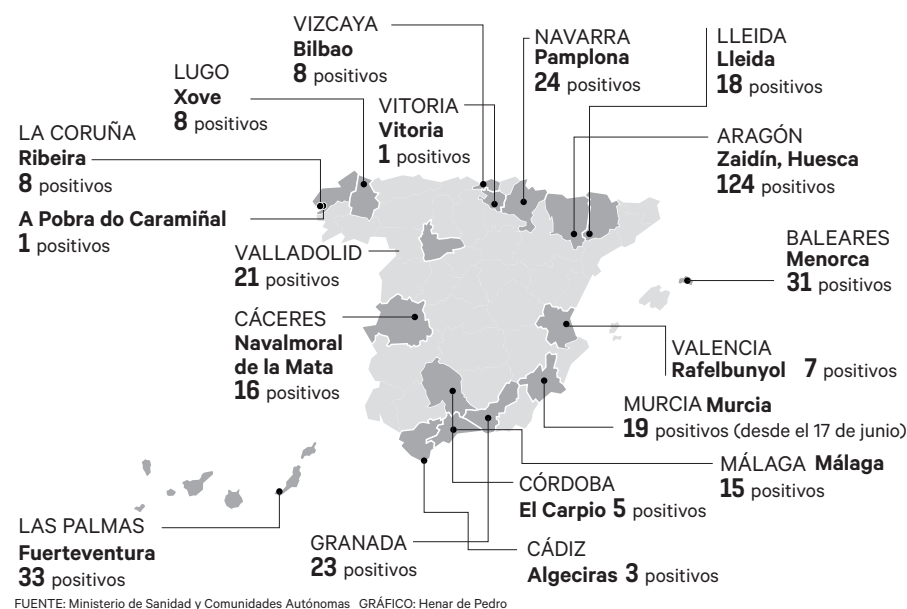 VIZCAYA
Bilbao
8 positivos
NAVARRA
Pamplona
24 positivos
LLEIDA
Lleida
18 positivos
LUGO
Xove
8 positivos
VITORIA
Vitoria
1 positivos
LA CORUÑA
Ribeira
8 positivos
ARAGÓN
Zaidín, Huesca
124 positivos
A Pobra do Caramiñal
1 positivos
VALLADOLID
21 positivos
BALEARES
Menorca
31 positivos
CÁCERES
Navalmoral
de la Mata
16 positivos
VALENCIA
Rafelbunyol 7 positivos
MURCIA Murcia
19 positivos (desde el 17 de junio)
MÁLAGA Málaga
15 positivos
CÓRDOBA
El Carpio 5 positivos
LAS PALMAS
Fuerteventura
33 positivos
GRANADA
23 positivos
CÁDIZ
Algeciras 3 positivos
FUENTE: Ministerio de Sanidad y Comunidades Autónomas GRÁFICO: Henar de Pedro